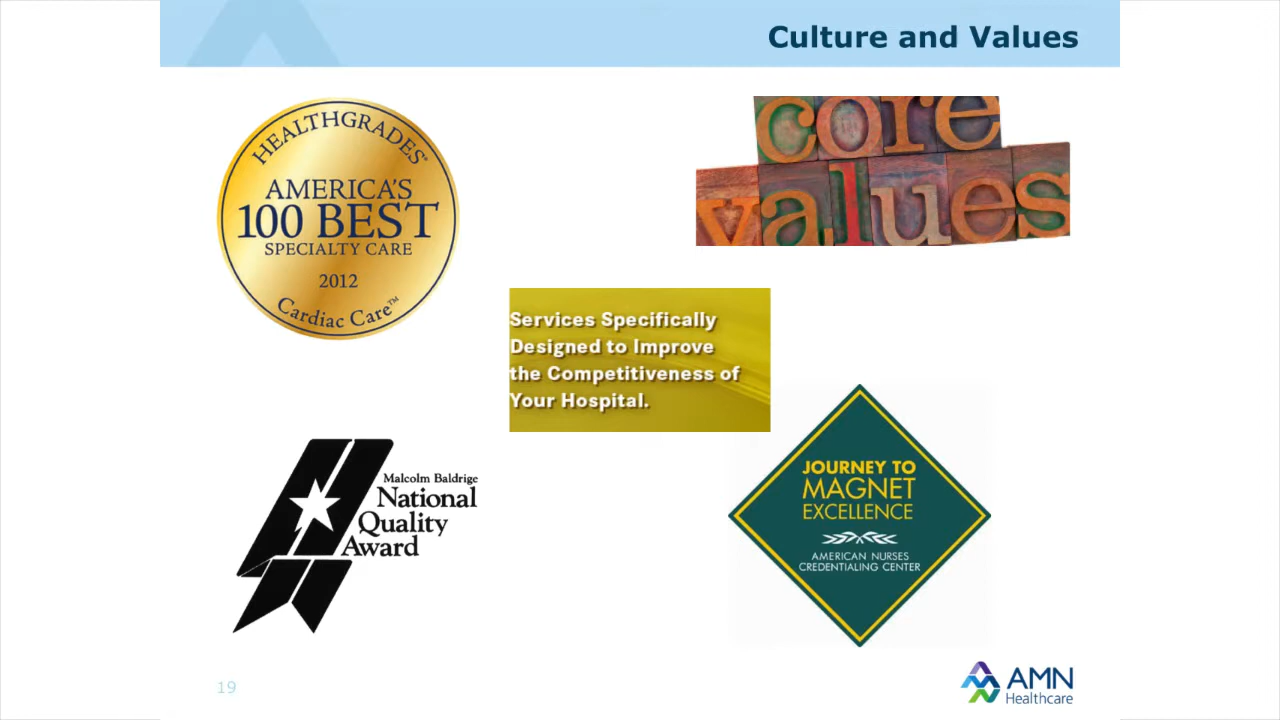 Culture and Values
HEALTHGRADES®
AMERICA'S
100 BEST
SPECIALTY CARE
2012
Cardiac Care™
core
values
Services Specifically
Designed to Improve
the Competitiveness of
Your Hospital.
Malcolm Baldrige
National
Quality
Award
JOURNEY TO
MAGNET
EXCELLENCE
AMERICAN NURSES
CREDENTIALING CENTER
19
AMN
Healthcare